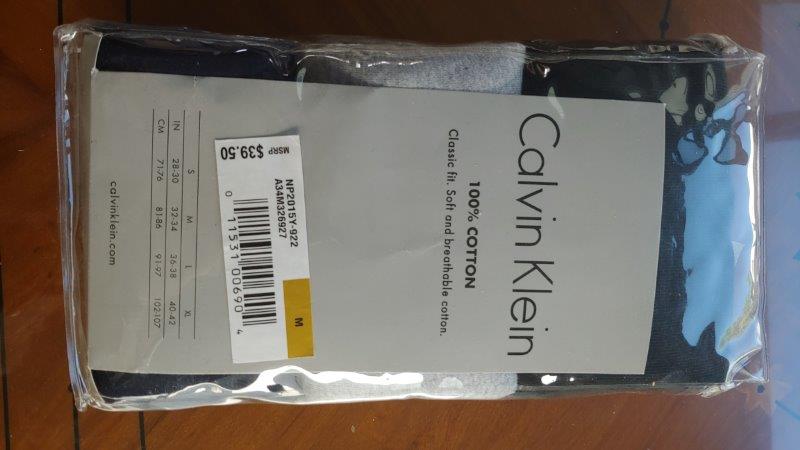 Calvin Klein
100% COTTON
Classic fit. Soft and breathable cotton.
M
NP2015Y-922
A34M326927
0 11531 00690 4
MSRP $39.50
S M L XL
IN 28-30 32-34 36-38 40-42
CM 71-76 81-86 91-97 102-107
calvinklein.com